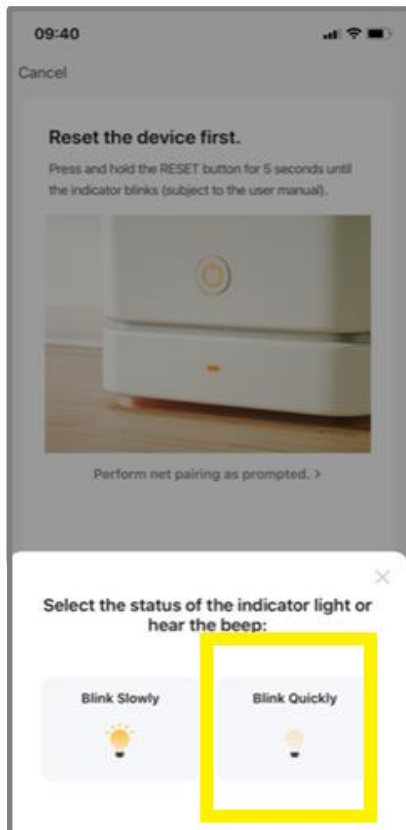 09:40
Cancel
Reset the device first.
Press and hold the RESET button for 5 seconds until
the indicator blinks (subject to the user manual).
Perform net pairing as prompted. >
Select the status of the indicator light or
hear the beep:
Blink Slowly
Blink Quickly